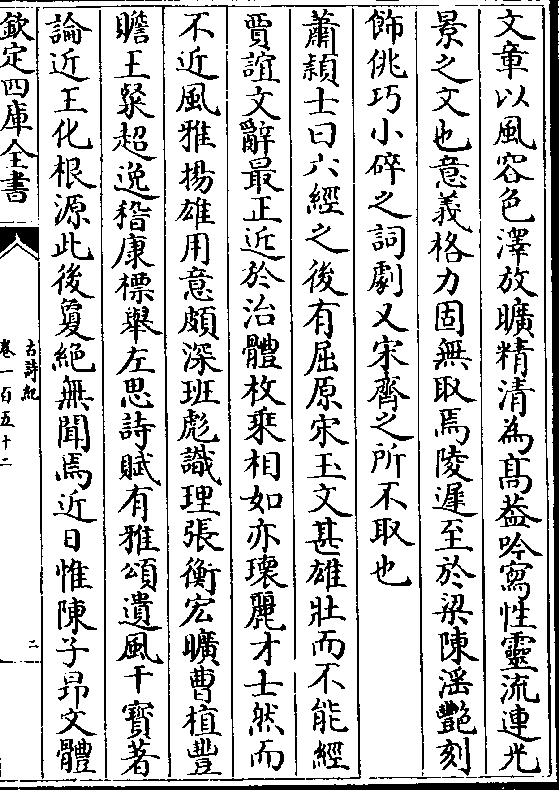 文章以風容色澤放曠精清為髙葢吟寫性靈流連光
景之文也意義格力固無取焉陵遲至於梁陳滛艷刻
飾佻巧小碎之詞劇又宋齊之所不取也
蕭穎士曰六經之後有屈原宋玉文甚雄壯而不能經
賈誼文辭最正近於治體枚乗相如亦瓌麗才士然而
不近風雅揚雄用意頗深班彪識理張衡宏曠曹植豐
贍王粲超逸嵇康標舉左思詩賦有雅頌遺風干寳著
論近王化根源此後夐絶無聞焉近日惟陳子昂文體
欽定四庫全書
古詩紀
卷一百五十二
二